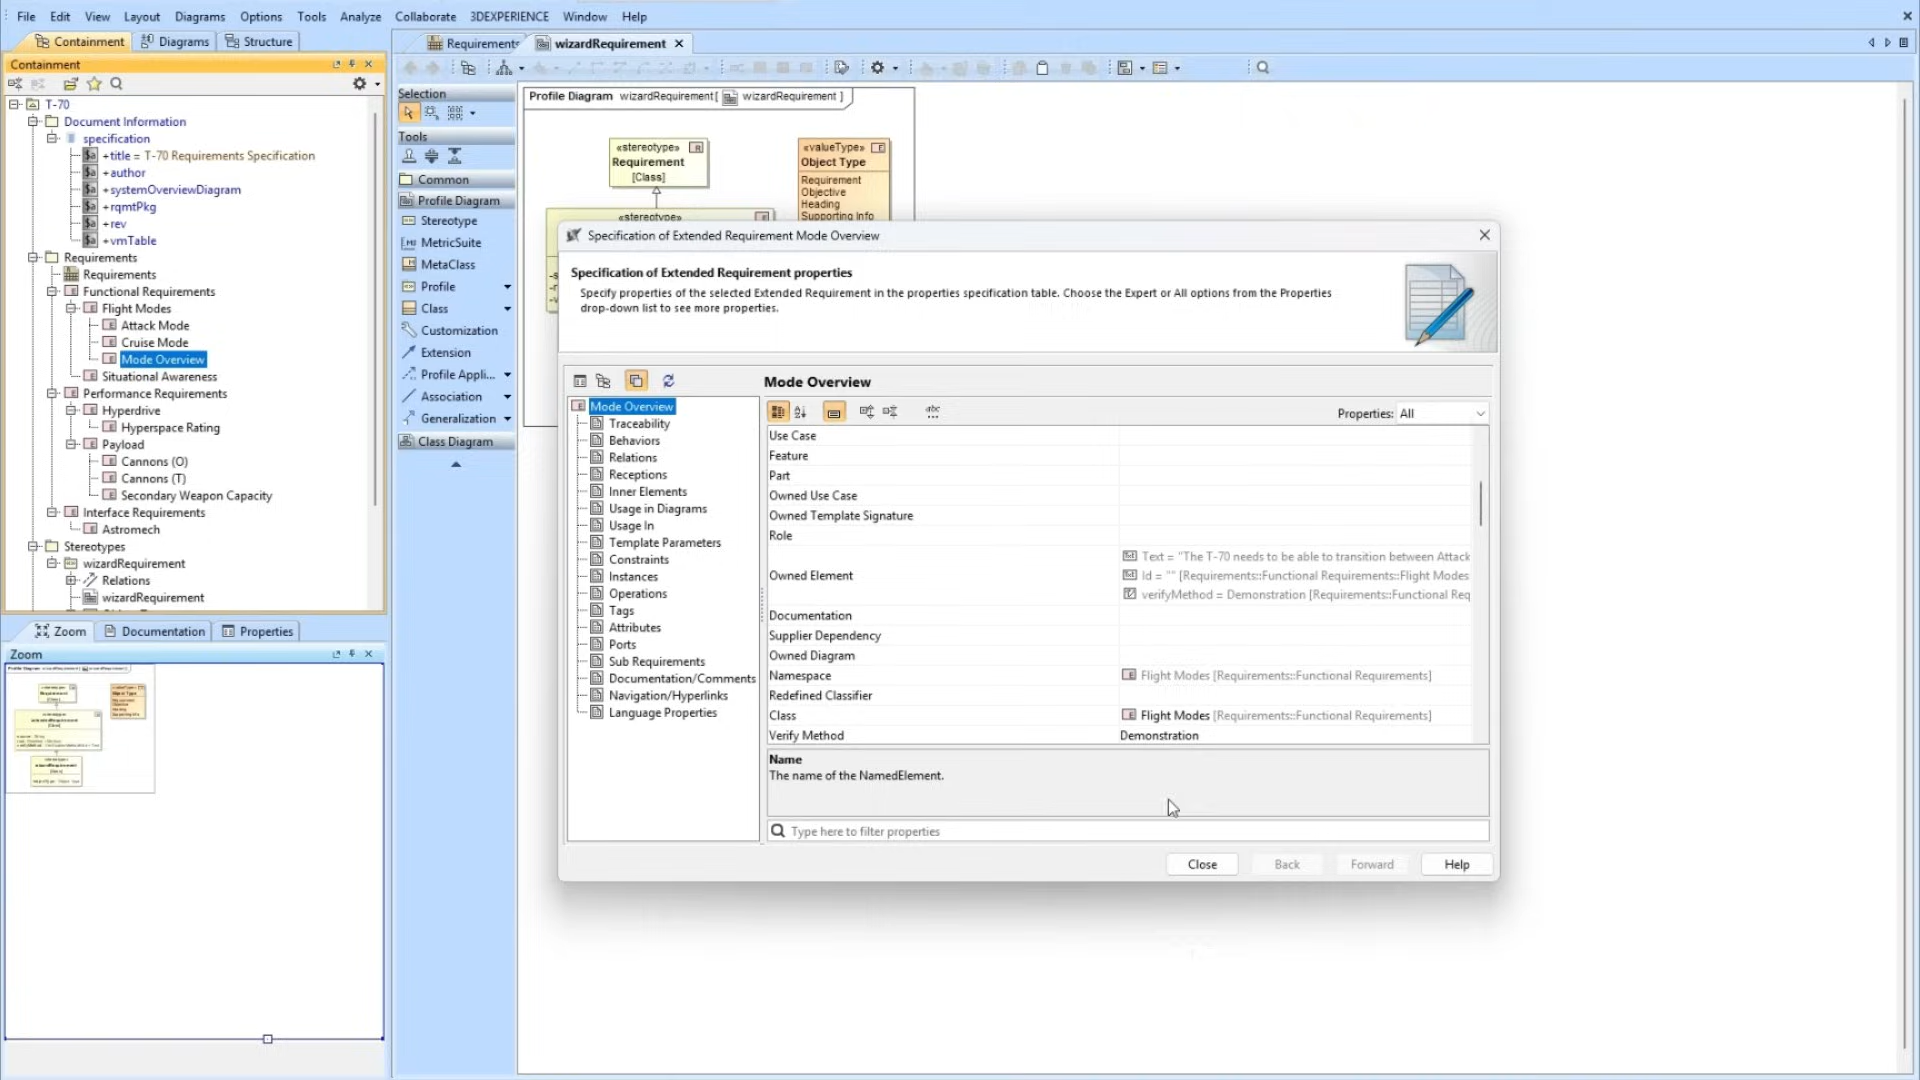 File Edit View Layout Diagrams Options Tools Analyze Collaborate 3DEXPERIENCE Window Help
Containment Diagrams Structure
Containment
T-70
Document Information
specification
+title = T-70 Requirements Specification
+author
+systemOverviewDiagram
+rqmtPkg
+rev
+vmTable
Requirements
Requirements
Functional Requirements
Flight Modes
Attack Mode
Cruise Mode
Mode Overview
Situational Awareness
Performance Requirements
Hyperdrive
Hyperspace Rating
Payload
Cannons (O)
Cannons (T)
Secondary Weapon Capacity
Interface Requirements
Astromech
Stereotypes
wizardRequirement
Relations
wizardRequirement
Zoom Documentation Properties
Zoom
Requirements wizardRequirement
Selection
Tools
Common
Profile Diagram
Stereotype
MetricSuite
MetaClass
Profile
Class
Customization
Extension
Profile Appli...
Association
Generalization
Class Diagram
Profile Diagram wizardRequirement[ wizardRequirement ]
«stereotype»
Requirement
[Class]
«stereotype»
«valueType»
Object Type
Requirement
Objective
Heading
Supporting Info
Specification of Extended Requirement Mode Overview
Specification of Extended Requirement properties
Specify properties of the selected Extended Requirement in the properties specification table. Choose the Expert or All options from the Properties
drop-down list to see more properties.
Mode Overview
Traceability
Behaviors
Relations
Receptions
Inner Elements
Usage in Diagrams
Usage In
Template Parameters
Constraints
Instances
Operations
Tags
Attributes
Ports
Sub Requirements
Documentation/Comments
Navigation/Hyperlinks
Language Properties
Mode Overview
Properties: All
Use Case
Feature
Part
Owned Use Case
Owned Template Signature
Role
Owned Element
Text = "The T-70 needs to be able to transition between Attack
Id = "" [Requirements::Functional Requirements::Flight Modes
verifyMethod = Demonstration [Requirements::Functional Req
Documentation
Supplier Dependency
Owned Diagram
Namespace Flight Modes [Requirements::Functional Requirements]
Redefined Classifier
Class Flight Modes [Requirements::Functional Requirements]
Verify Method Demonstration
Name
The name of the NamedElement.
Type here to filter properties
Close Back Forward Help